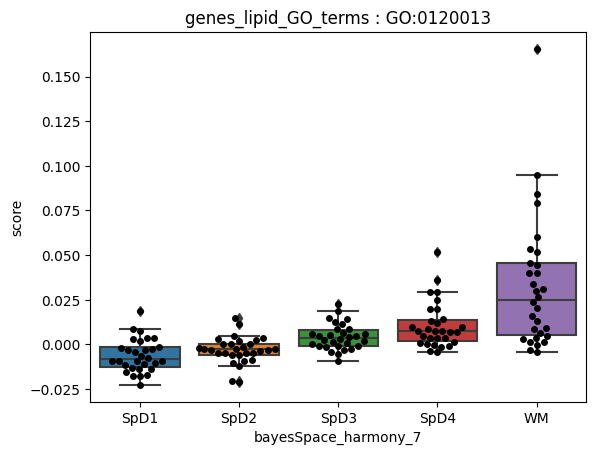 genes_lipid_GO_terms : GO:0120013
0.150
0.125
0.100
0.075
0.050
0.025
0.000
−0.025
score
SpD1 SpD2 SpD3 SpD4 WM
bayesSpace_harmony_7